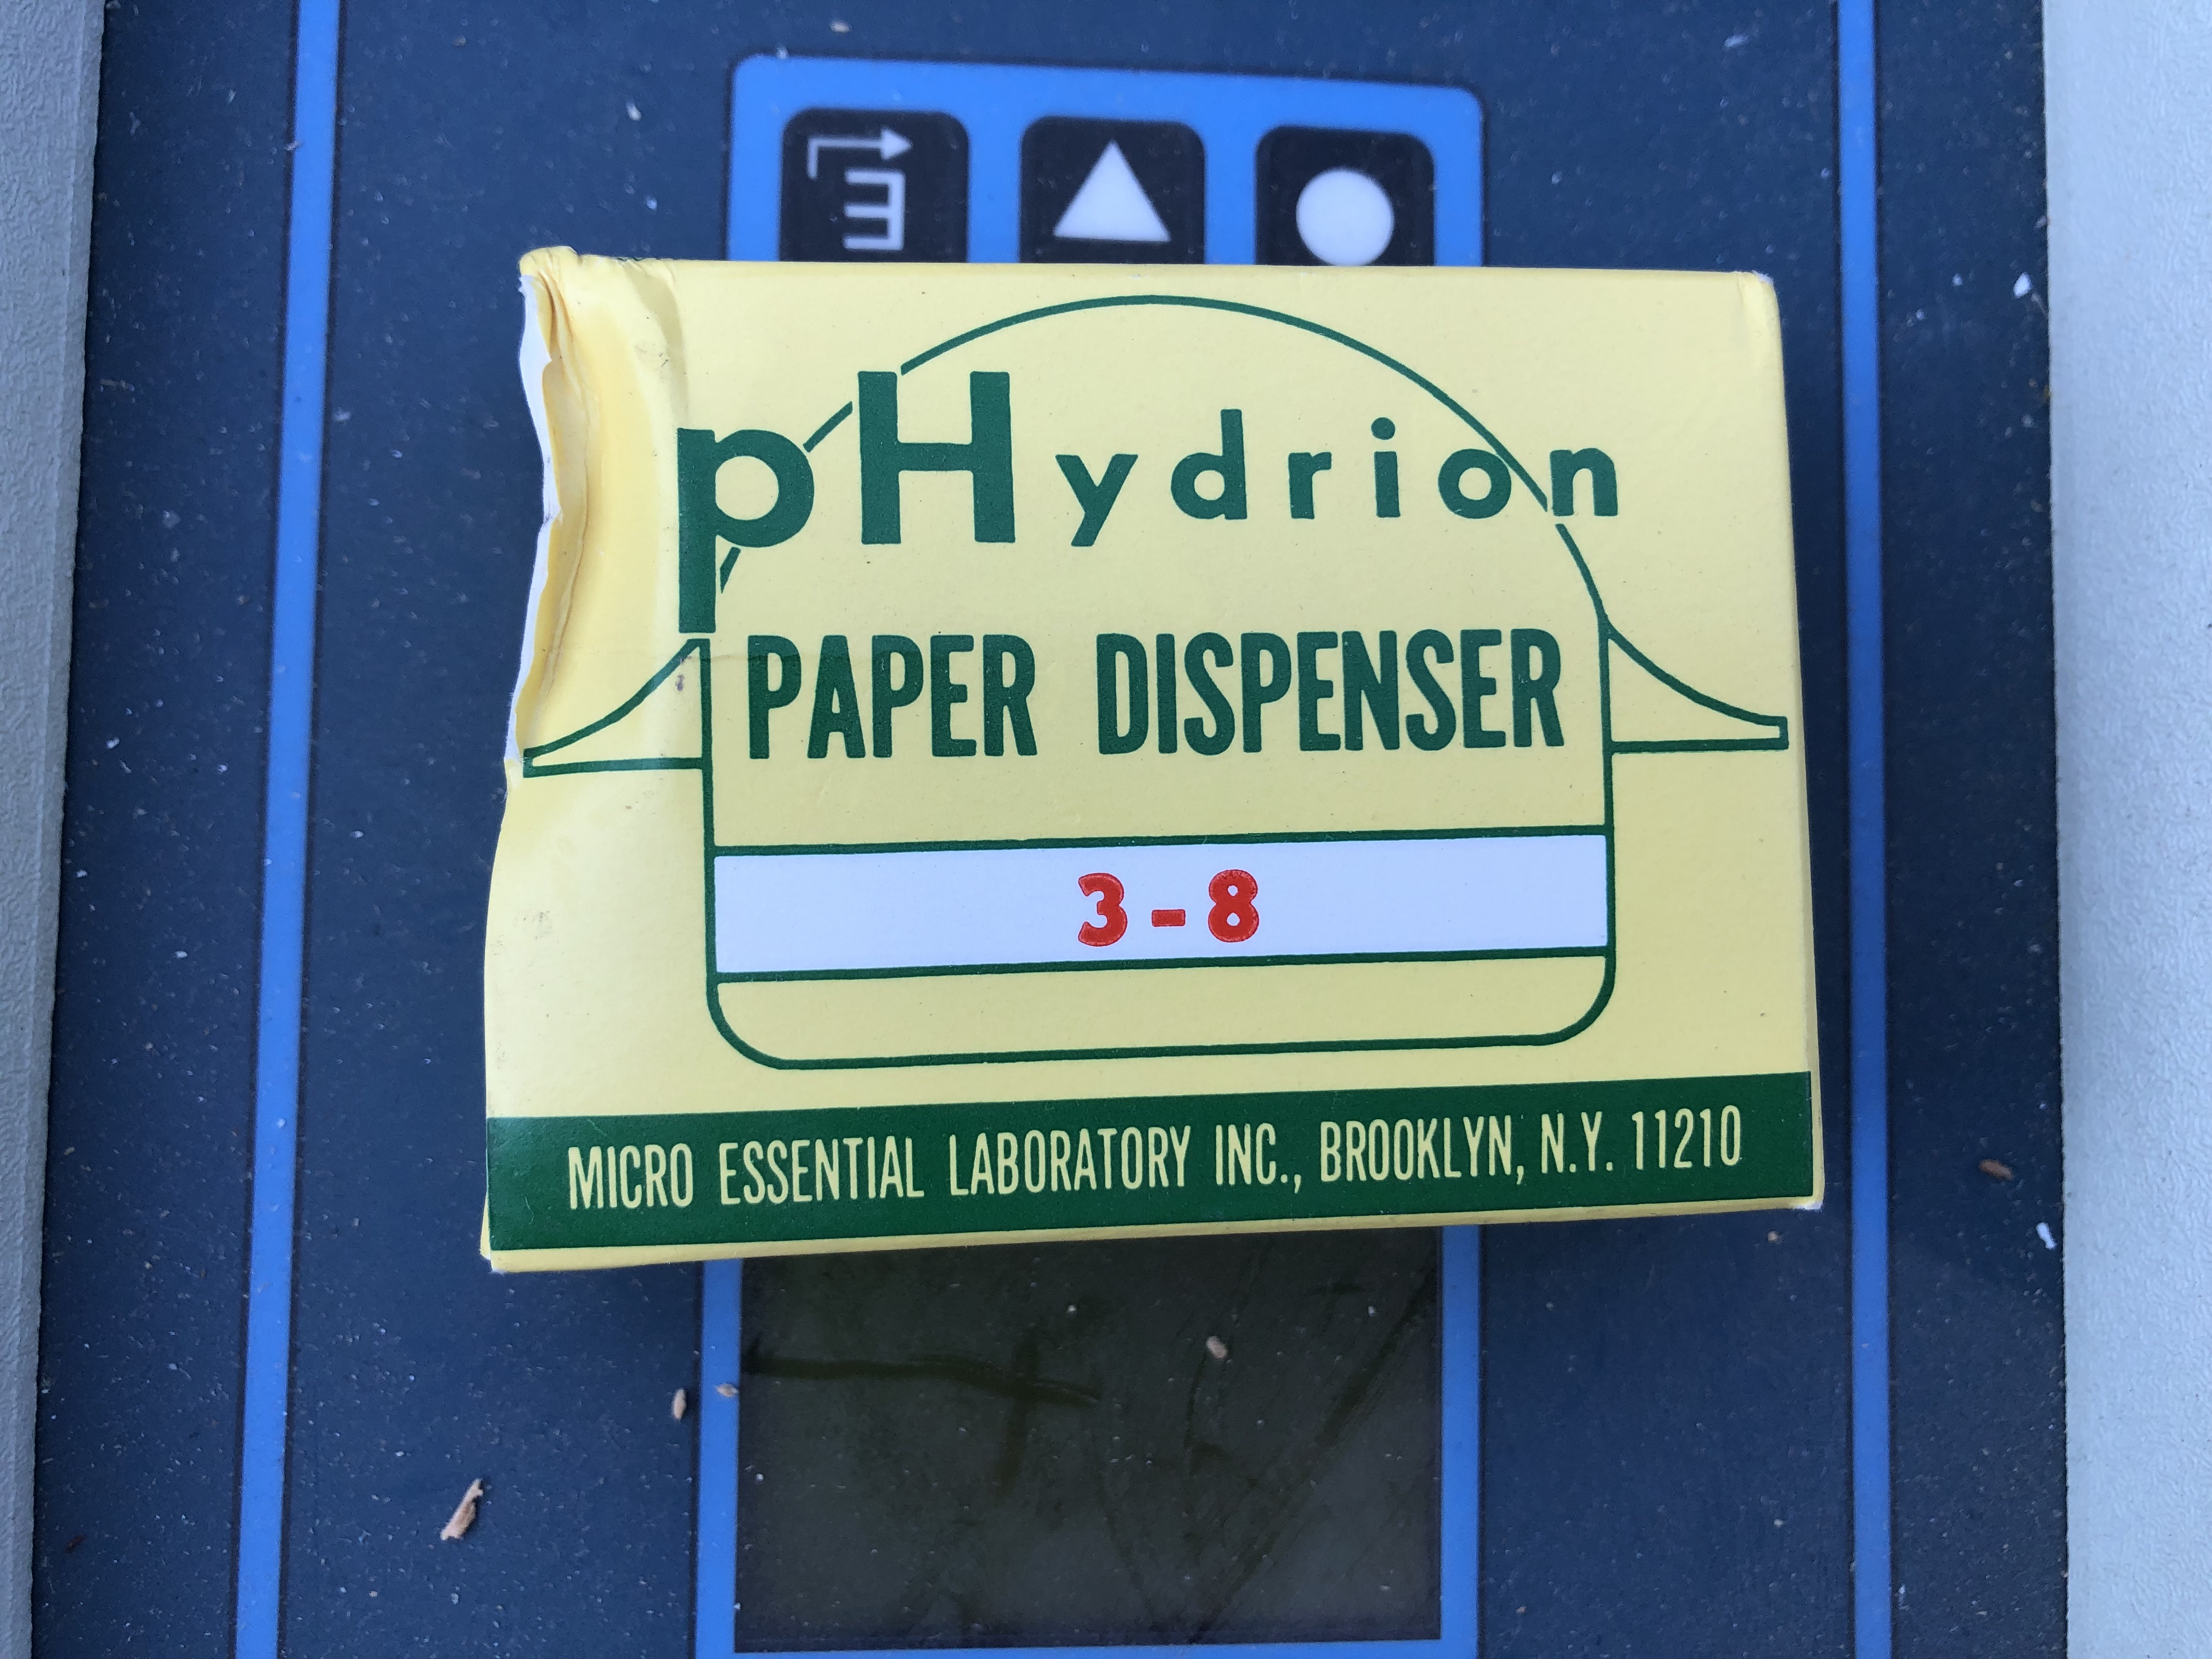 pHydrion
PAPER DISPENSER
3-8
MICRO ESSENTIAL LABORATORY INC., BROOKLYN, N.Y. 11210